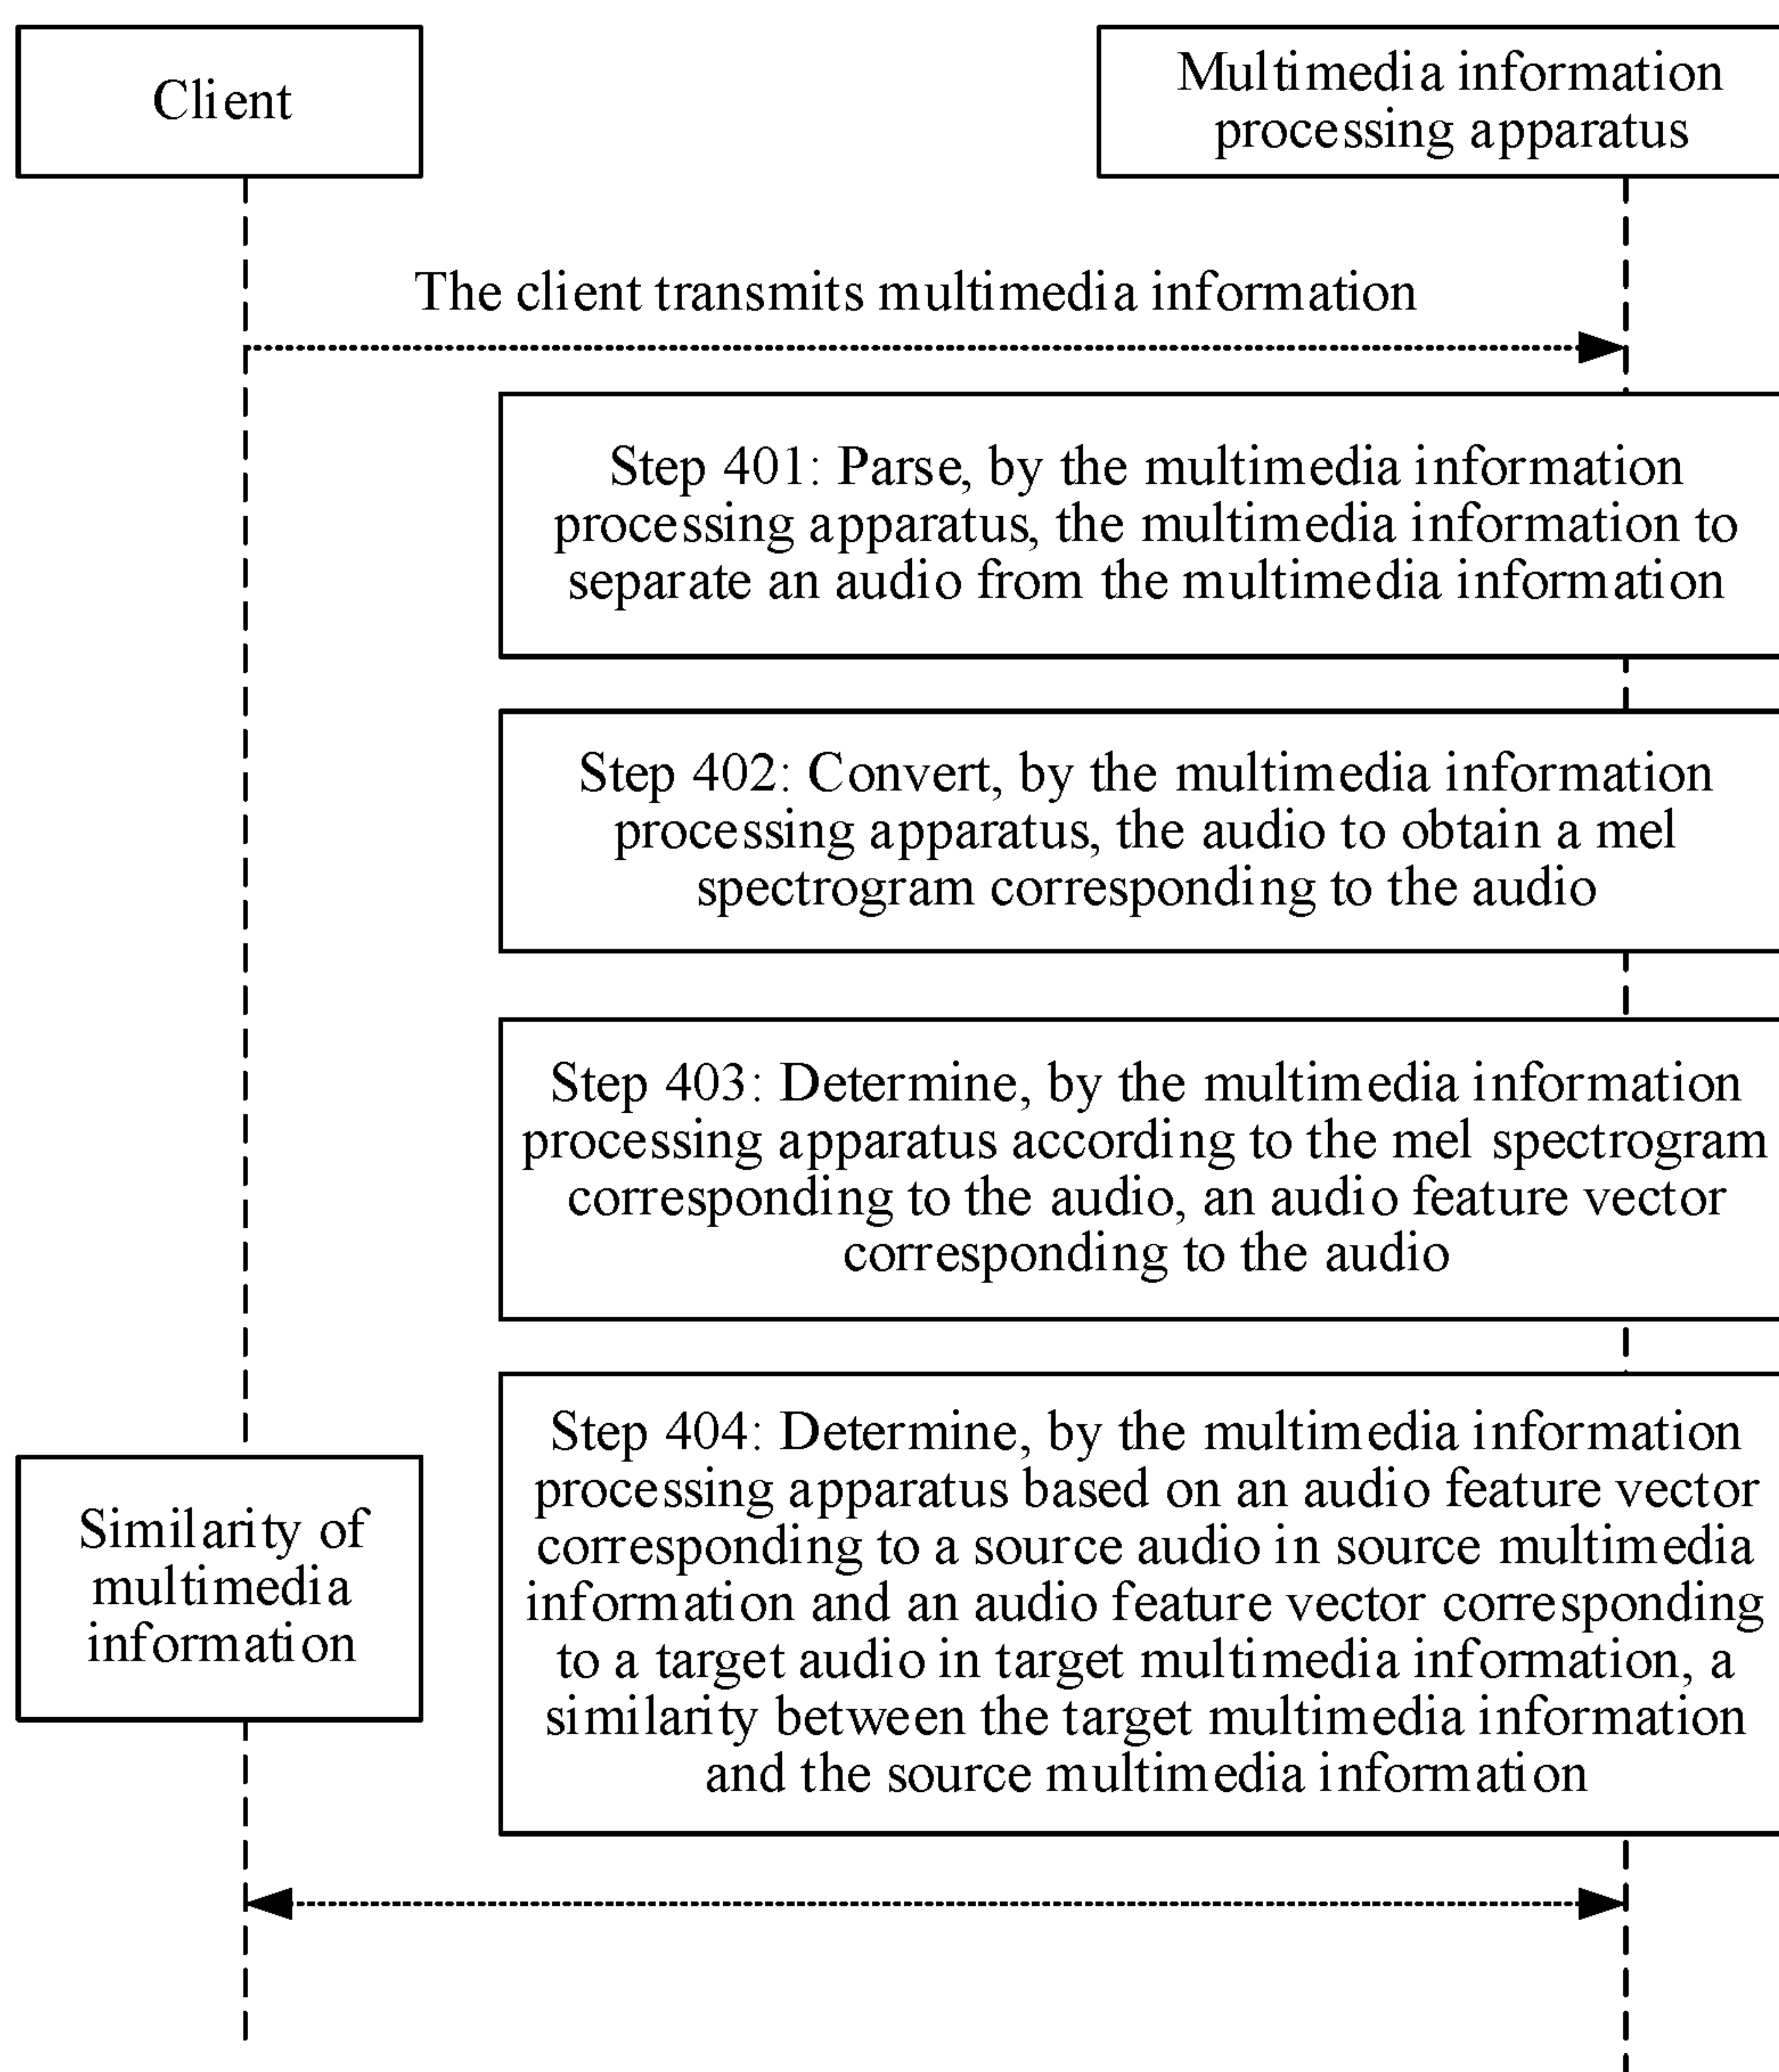 Client
Multimedia information
processing apparatus
The client transmits multimedia information
Step 401: Parse, by the multimedia information
processing apparatus, the multimedia information to
separate an audio from the multimedia information
Step 402: Convert, by the multimedia information
processing apparatus, the audio to obtain a mel
spectrogram corresponding to the audio
Step 403: Determine, by the multimedia information
processing apparatus according to the mel spectrogram
corresponding to the audio, an audio feature vector
corresponding to the audio
Step 404: Determine, by the multimedia information
processing apparatus based on an audio feature vector
corresponding to a source audio in source multimedia
information and an audio feature vector corresponding
to a target audio in target multimedia information, a
similarity between the target multimedia information
and the source multimedia information
Similarity of
multimedia
information